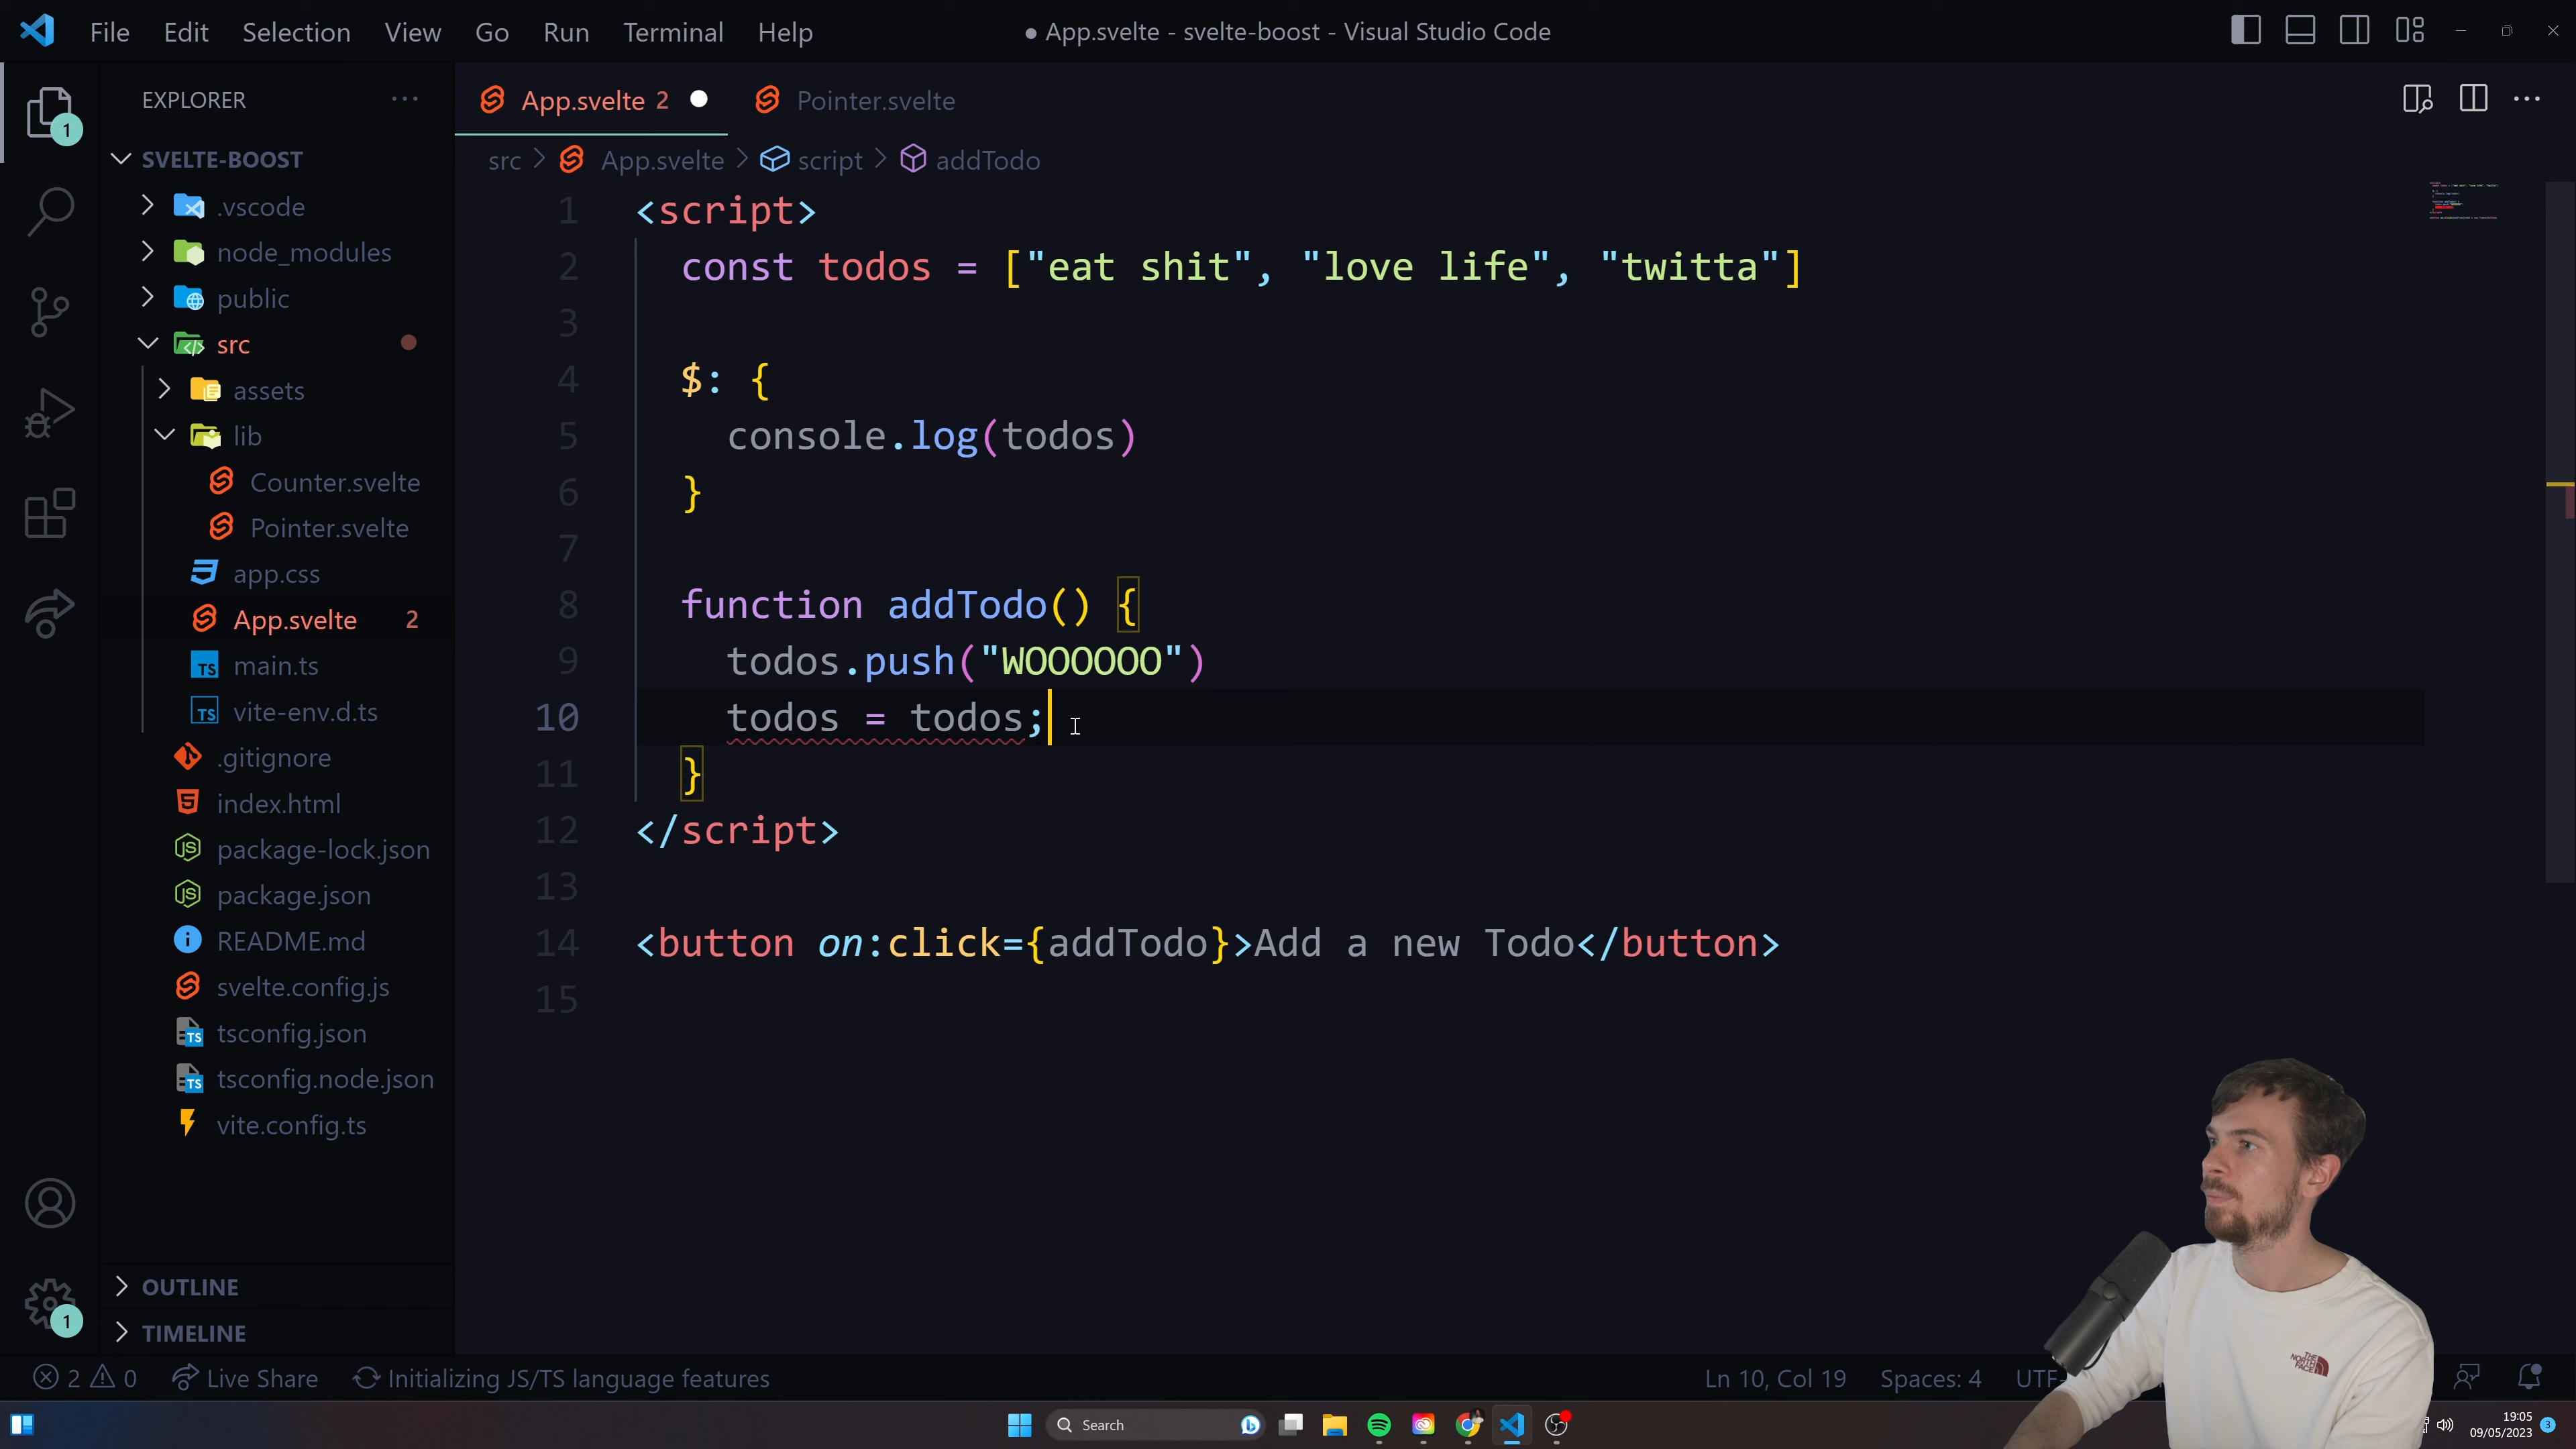 File Edit Selection View Go Run Terminal Help
● App.svelte - svelte-boost - Visual Studio Code
EXPLORER
1
SVELTE-BOOST
.vscode
node_modules
public
src
assets
lib
Counter.svelte
Pointer.svelte
app.css
App.svelte 2
main.ts
vite-env.d.ts
.gitignore
index.html
package-lock.json
package.json
README.md
svelte.config.js
tsconfig.json
tsconfig.node.json
vite.config.ts
OUTLINE
TIMELINE
1
App.svelte 2 Pointer.svelte
src > App.svelte > script > addTodo
1 <script>
2 const todos = ["eat shit", "love life", "twitta"]
3
4 $: {
5 console.log(todos)
6 }
7
8 function addTodo() {
9 todos.push("WOOOOOO")
10 todos = todos;
11 }
12 </script>
13
14 <button on:click={addTodo}>Add a new Todo</button>
15
THE NORTH FACE
2 0 Live Share Initializing JS/TS language features
Ln 10, Col 19 Spaces: 4 UTF-
Search
19:05
09/05/2023
3